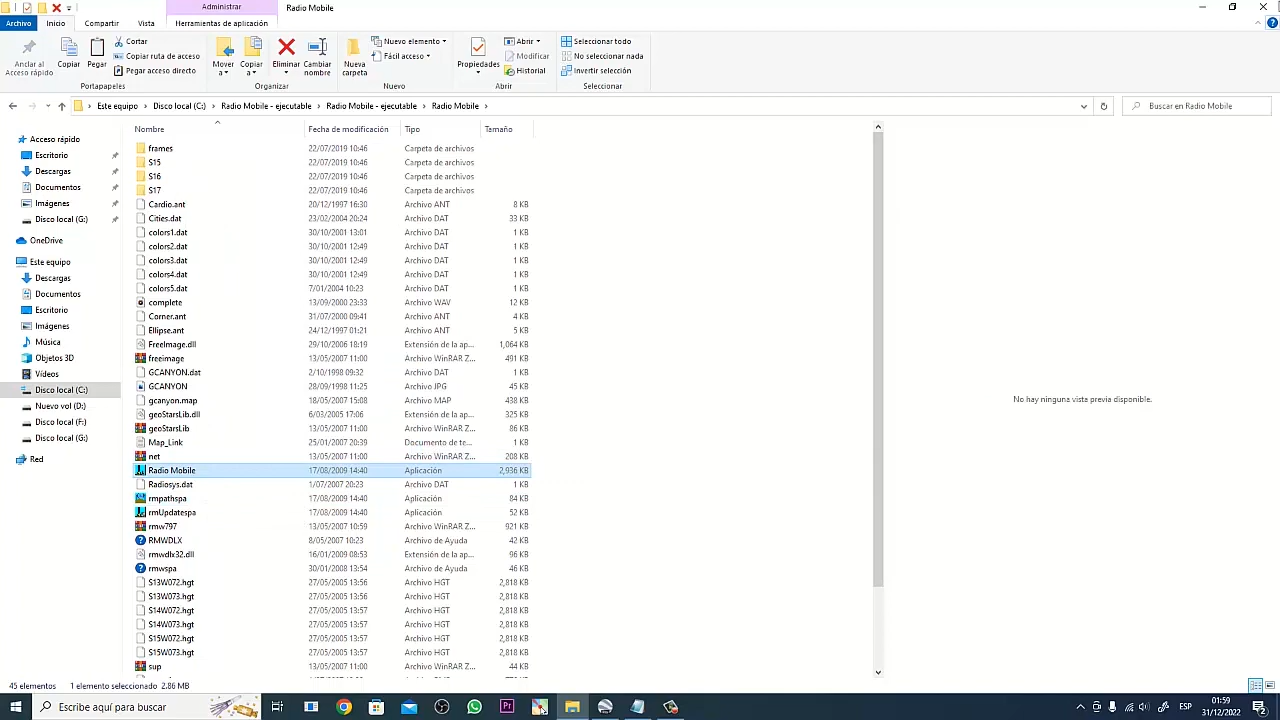 Administrar
Radio Mobile
Archivo
Inicio
Compartir
Vista
Herramientas de aplicación
Anclar al
Acceso rápido
Copiar
Pegar
Cortar
Copiar ruta de acceso
Pegar acceso directo
Portapapeles
Mover
a
Copiar
a
Eliminar
Cambiar
nombre
Organizar
Nueva
carpeta
Nuevo elemento
Fácil acceso
Nuevo
Propiedades
Abrir
Modificar
Historial
Abrir
Seleccionar todo
No seleccionar nada
Invertir selección
Seleccionar
Este equipo > Disco local (C:) > Radio Mobile - ejecutable > Radio Mobile - ejecutable > Radio Mobile >
Buscar en Radio Mobile
Acceso rápido
Escritorio
Descargas
Documentos
Imágenes
Disco local (G:)
OneDrive
Este equipo
Descargas
Documentos
Escritorio
Imágenes
Música
Objetos 3D
Vídeos
Disco local (C:)
Nuevo vol (D:)
Disco local (F:)
Disco local (G:)
Red
Nombre Fecha de modificación Tipo Tamaño
frames 22/07/2019 10:46 Carpeta de archivos
S15 22/07/2019 10:46 Carpeta de archivos
S16 22/07/2019 10:46 Carpeta de archivos
S17 22/07/2019 10:46 Carpeta de archivos
Cardio.ant 20/12/1997 16:30 Archivo ANT 8 KB
Cities.dat 23/02/2004 20:24 Archivo DAT 33 KB
colors1.dat 30/10/2001 13:01 Archivo DAT 1 KB
colors2.dat 30/10/2001 12:49 Archivo DAT 1 KB
colors3.dat 30/10/2001 12:49 Archivo DAT 1 KB
colors4.dat 30/10/2001 12:49 Archivo DAT 1 KB
colors5.dat 7/01/2004 10:23 Archivo DAT 1 KB
complete 13/09/2000 23:33 Archivo WAV 12 KB
Corner.ant 31/07/2000 09:41 Archivo ANT 4 KB
Ellipse.ant 24/12/1997 01:21 Archivo ANT 5 KB
FreeImage.dll 29/10/2006 18:19 Extensión de la ap... 1,064 KB
freeimage 13/05/2007 11:00 Archivo WinRAR Z... 491 KB
GCANYON.dat 2/10/1998 09:32 Archivo DAT 1 KB
GCANYON 28/09/1998 11:25 Archivo JPG 45 KB
gcanyon.map 18/05/2007 15:08 Archivo MAP 438 KB
geoStarsLib.dll 6/03/2005 17:06 Extensión de la ap... 325 KB
geoStarsLib 13/05/2007 11:00 Archivo WinRAR Z... 86 KB
Map_Link 25/01/2007 20:39 Documento de te... 1 KB
net 13/05/2007 11:00 Archivo WinRAR Z... 208 KB
Radio Mobile 17/08/2009 14:40 Aplicación 2,936 KB
Radiosys.dat 1/07/2007 20:23 Archivo DAT 1 KB
rmpathspa 17/08/2009 14:40 Aplicación 84 KB
rmUpdatespa 17/08/2009 14:40 Aplicación 52 KB
rmw797 13/05/2007 10:59 Archivo WinRAR Z... 921 KB
RMWDLX 8/05/2007 10:23 Archivo de Ayuda 42 KB
rmwdlx32.dll 16/01/2009 08:53 Extensión de la ap... 96 KB
rmwspa 30/01/2008 13:54 Archivo de Ayuda 46 KB
S13W072.hgt 27/05/2005 13:56 Archivo HGT 2,818 KB
S13W073.hgt 27/05/2005 13:56 Archivo HGT 2,818 KB
S14W072.hgt 27/05/2005 13:57 Archivo HGT 2,818 KB
S14W073.hgt 27/05/2005 13:57 Archivo HGT 2,818 KB
S15W072.hgt 27/05/2005 13:57 Archivo HGT 2,818 KB
S15W073.hgt 27/05/2005 13:57 Archivo HGT 2,818 KB
sup 13/05/2007 11:00 Archivo WinRAR Z... 44 KB
No hay ninguna vista previa disponible.
45 elementos 1 elemento seleccionado 2.86 MB
Escribe aquí para buscar
Pr
ESP
01:59
31/12/2022
2